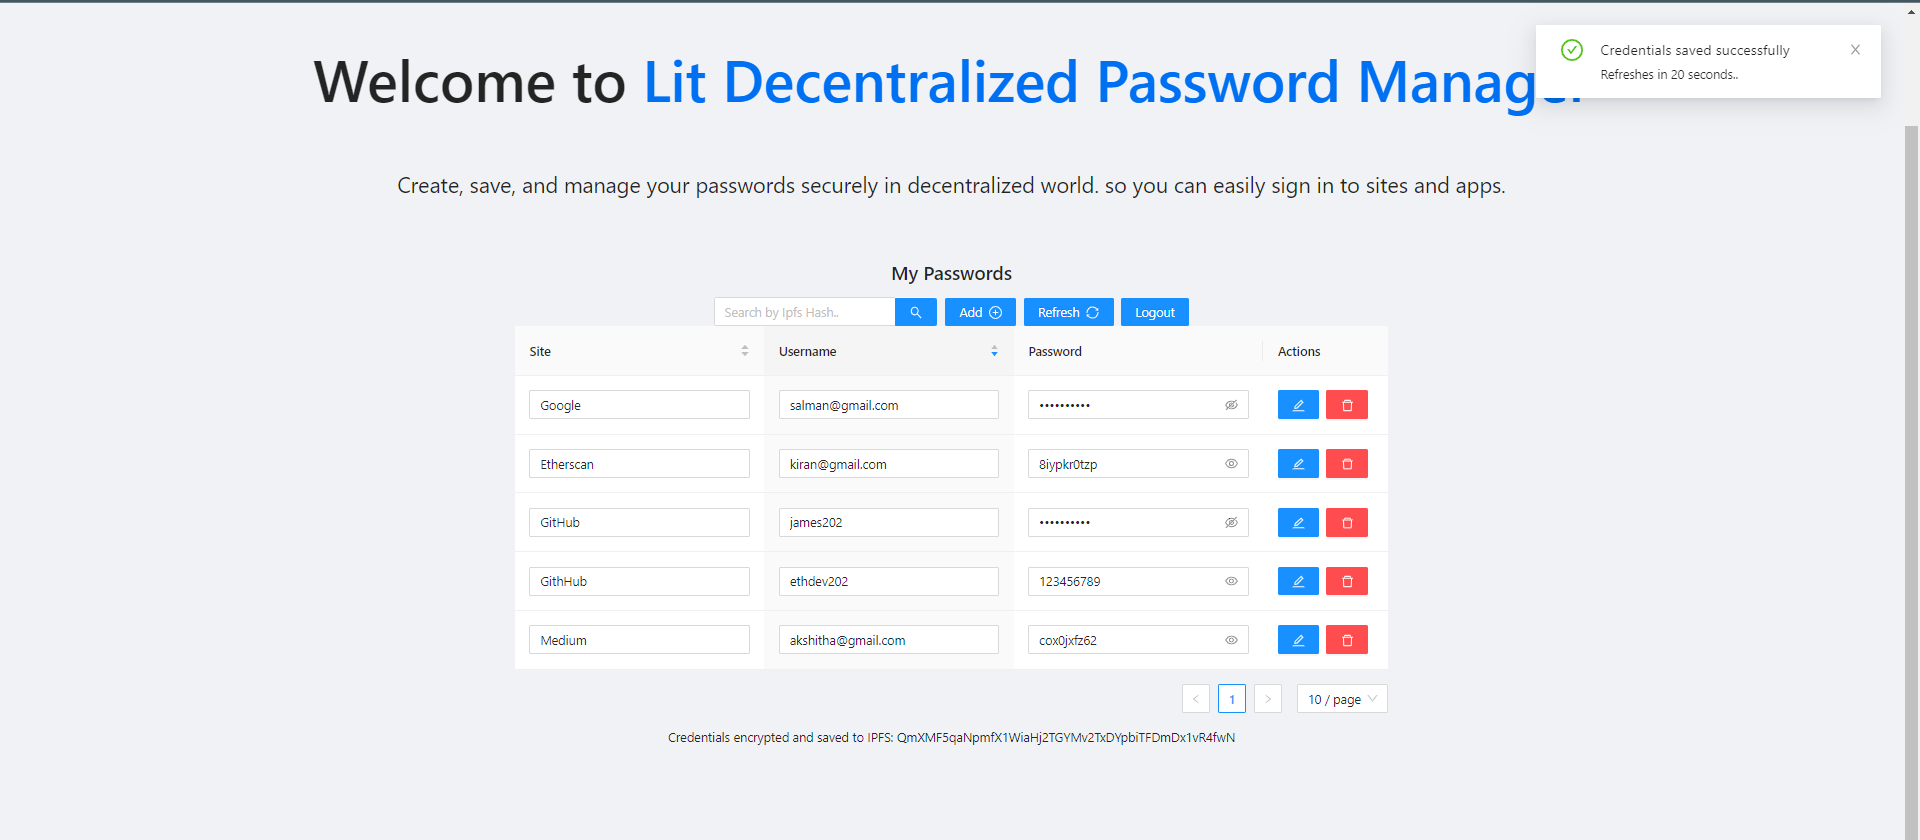 Credentials saved successfully
Refreshes in 20 seconds..
Welcome to Lit Decentralized Password Manager
Create, save, and manage your passwords securely in decentralized world. so you can easily sign in to sites and apps.
My Passwords
Search by Ipfs Hash.. Add Refresh Logout
Site Username Password Actions
Google salman@gmail.com ••••••••••
Etherscan kiran@gmail.com 8iypkr0tzp
GitHub james202 ••••••••••
GithHub ethdev202 123456789
Medium akshitha@gmail.com cox0jxfz62
< 1 > 10 / page
Credentials encrypted and saved to IPFS: QmXMF5qaNpmfX1WiaHj2TGYMv2TxDYpbiTFDmDx1vR4fwN